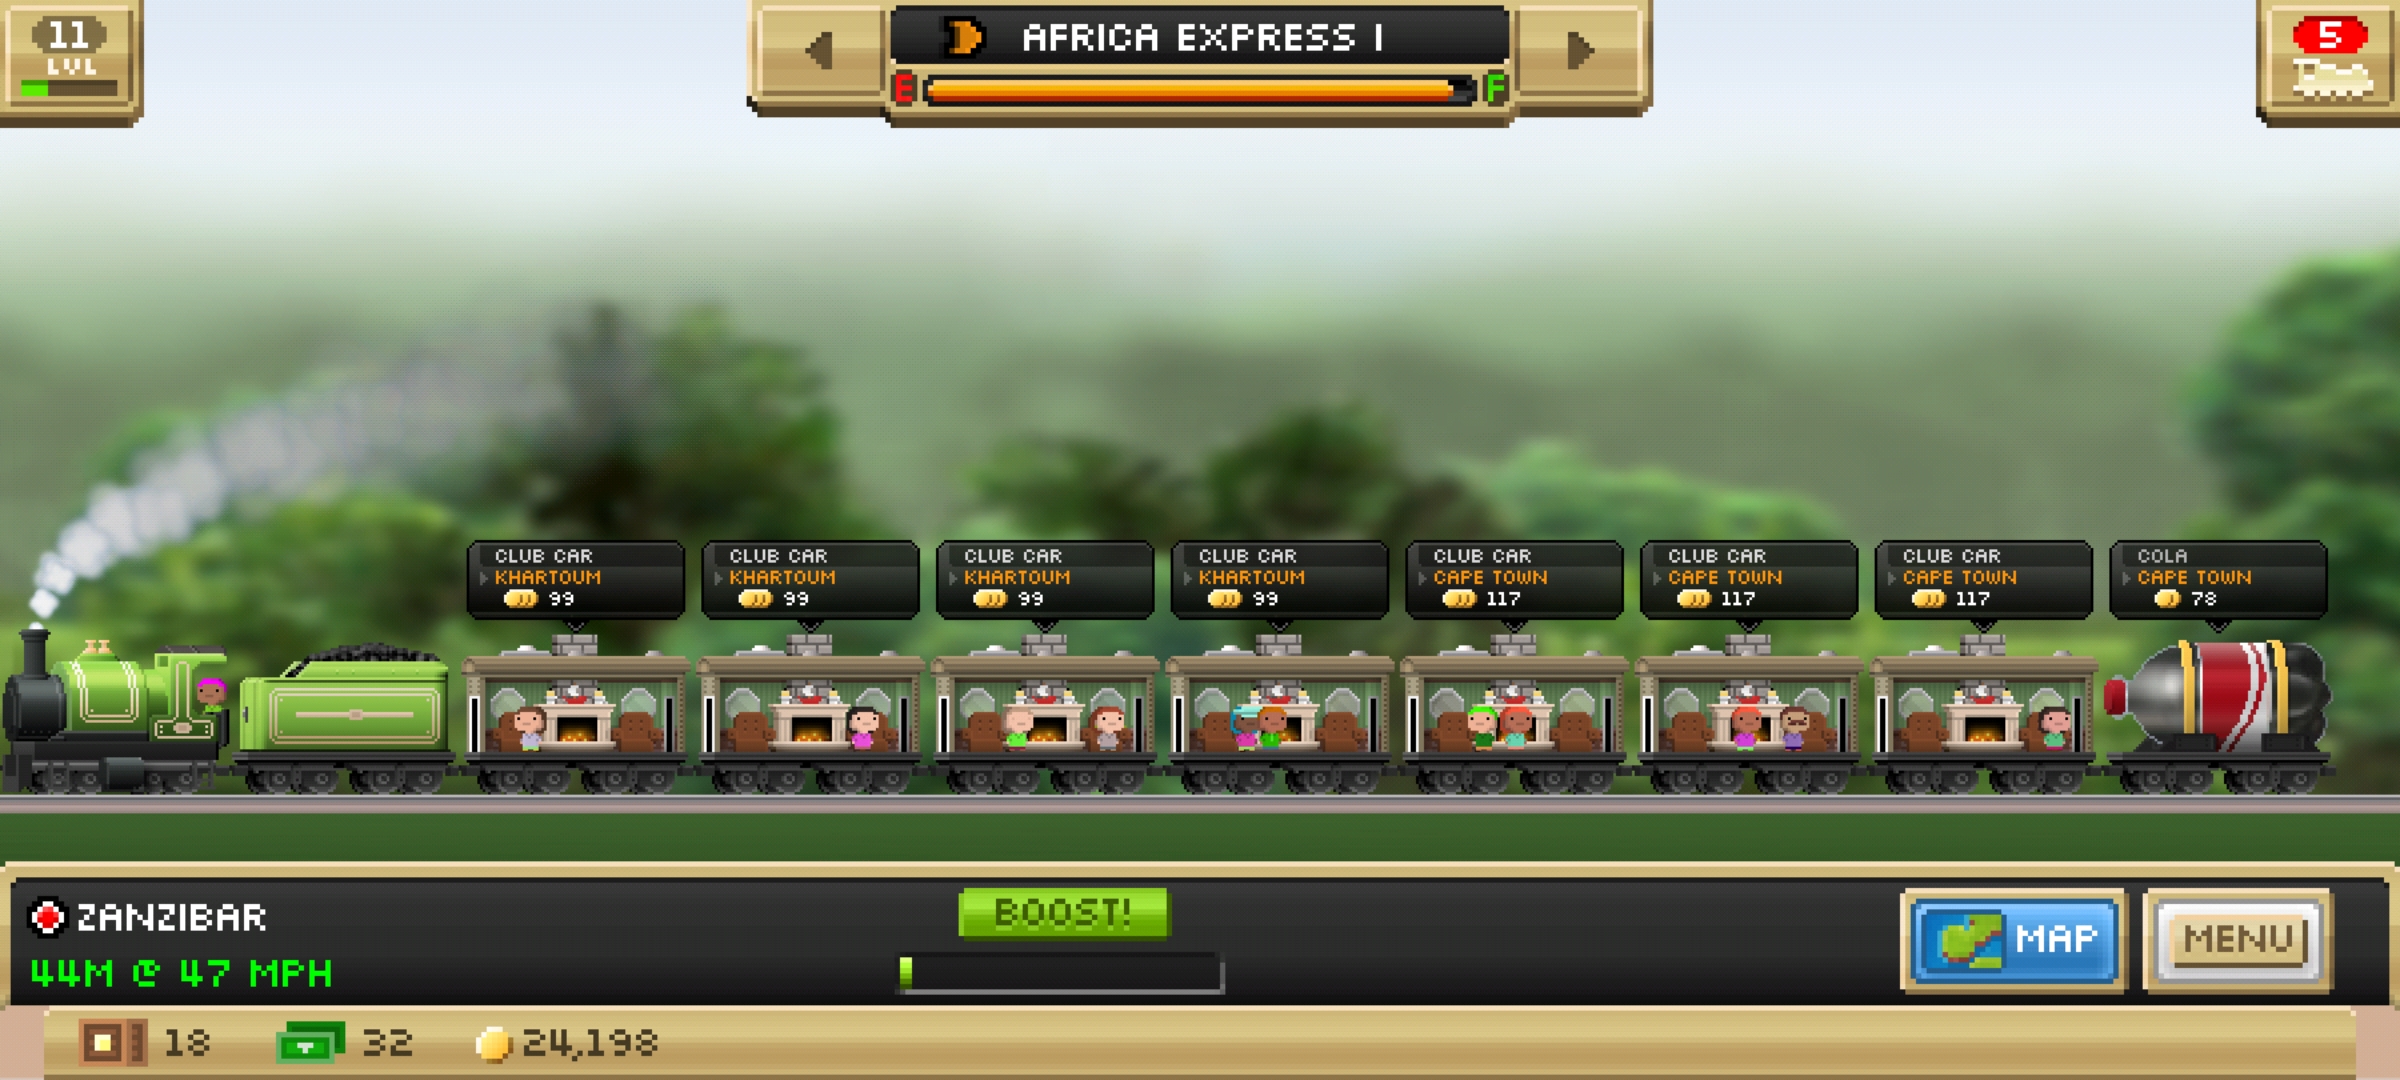 11
LVL
AFRICA EXPRESS I
E F
5
CLUB CAR
KHARTOUM
99
CLUB CAR
KHARTOUM
99
CLUB CAR
KHARTOUM
99
CLUB CAR
KHARTOUM
99
CLUB CAR
CAPE TOWN
117
CLUB CAR
CAPE TOWN
117
CLUB CAR
CAPE TOWN
117
COLA
CAPE TOWN
78
ZANZIBAR
44M @ 47 MPH
BOOST!
MAP
MENU
18
32
24,198